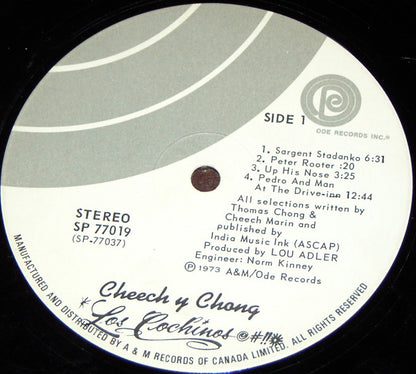 SIDE 1
ODE RECORDS INC.®
1. Sargent Stadanko 6:31
2. Peter Rooter :20
3. Up His Nose 3:25
4. Pedro And Man
At The Drive-inn 12:44
All selections written by
Thomas Chong &
Cheech Marin and
published by
India Music Ink (ASCAP)
Produced by LOU ADLER
Engineer: Norm Kinney
℗ 1973 A&M/Ode Records
STEREO
SP 77019
(SP-77037)
Cheech y Chong
*Los Cochinos @#!!*
MANUFACTURED AND DISTRIBUTED BY A & M RECORDS OF CANADA LIMITED. ALL RIGHTS RESERVED